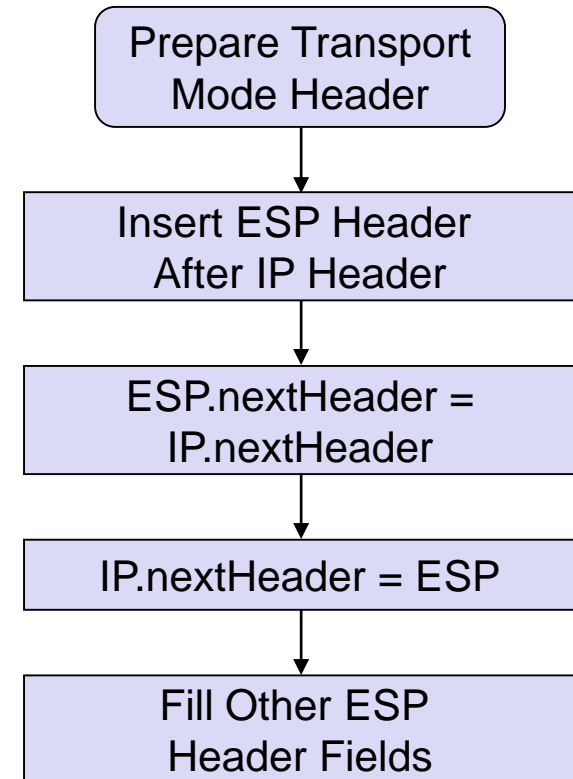 Prepare Transport
Mode Header
Insert ESP Header
After IP Header
ESP.nextHeader =
IP.nextHeader
IP.nextHeader = ESP
Fill Other ESP
Header Fields